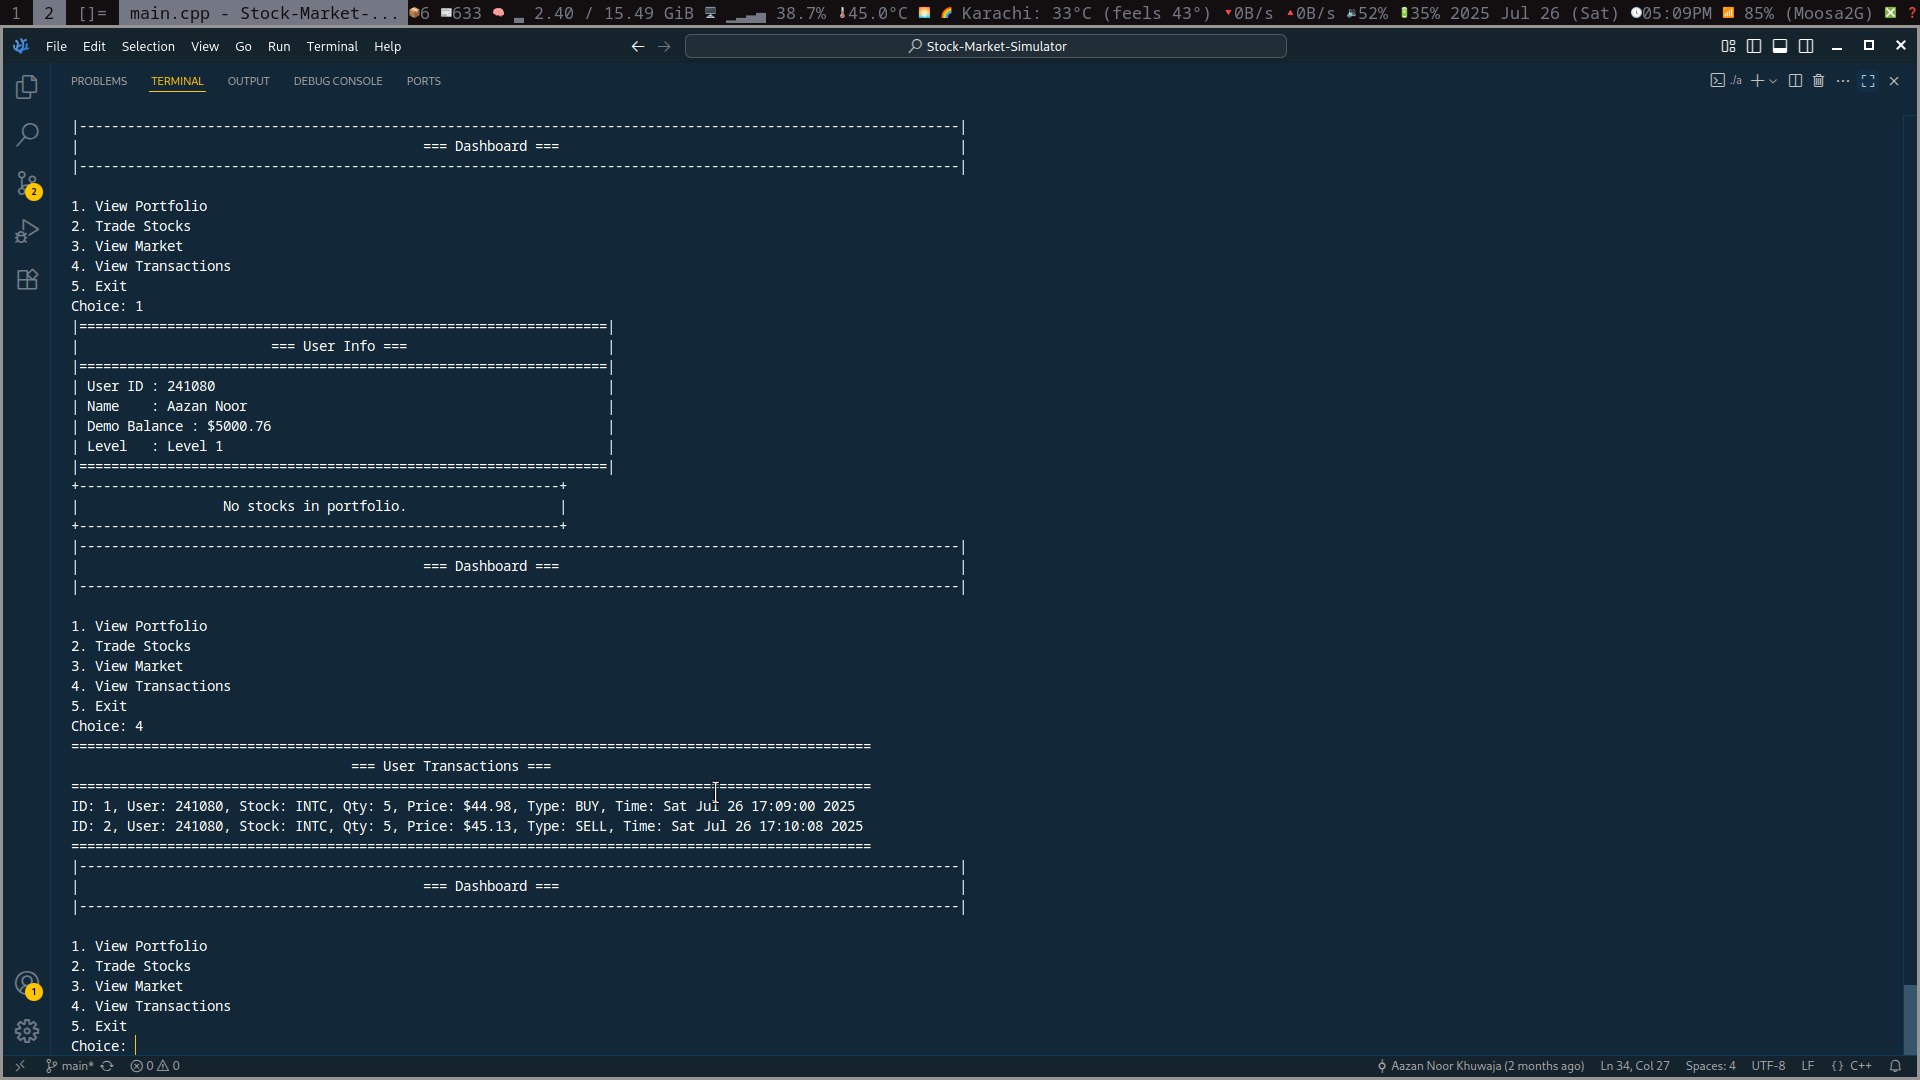 1 2 []= main.cpp - Stock-Market-... 6 633 2.40 / 15.49 GiB 38.7% 45.0°C Karachi: 33°C (feels 43°) 0B/s 0B/s 52% 35% 2025 Jul 26 (Sat) 05:09PM 85% (Moosa2G)
File Edit Selection View Go Run Terminal Help Stock-Market-Simulator
PROBLEMS TERMINAL OUTPUT DEBUG CONSOLE PORTS ./a
|--------------------------------------------------------------------------------------------------------------|
| === Dashboard === |
|--------------------------------------------------------------------------------------------------------------|
1. View Portfolio
2. Trade Stocks
3. View Market
4. View Transactions
5. Exit
Choice: 1
|==================================================================|
| === User Info === |
|==================================================================|
| User ID : 241080 |
| Name : Aazan Noor |
| Demo Balance : $5000.76 |
| Level : Level 1 |
|==================================================================|
+------------------------------------------------------------+
| No stocks in portfolio. |
+------------------------------------------------------------+
|--------------------------------------------------------------------------------------------------------------|
| === Dashboard === |
|--------------------------------------------------------------------------------------------------------------|
1. View Portfolio
2. Trade Stocks
3. View Market
4. View Transactions
5. Exit
Choice: 4
====================================================================================================
=== User Transactions ===
====================================================================================================
ID: 1, User: 241080, Stock: INTC, Qty: 5, Price: $44.98, Type: BUY, Time: Sat Jul 26 17:09:00 2025
ID: 2, User: 241080, Stock: INTC, Qty: 5, Price: $45.13, Type: SELL, Time: Sat Jul 26 17:10:08 2025
====================================================================================================
|--------------------------------------------------------------------------------------------------------------|
| === Dashboard === |
|--------------------------------------------------------------------------------------------------------------|
1. View Portfolio
2. Trade Stocks
3. View Market
4. View Transactions
5. Exit
Choice:
2
1
main* 0 0 Aazan Noor Khuwaja (2 months ago) Ln 34, Col 27 Spaces: 4 UTF-8 LF {} C++